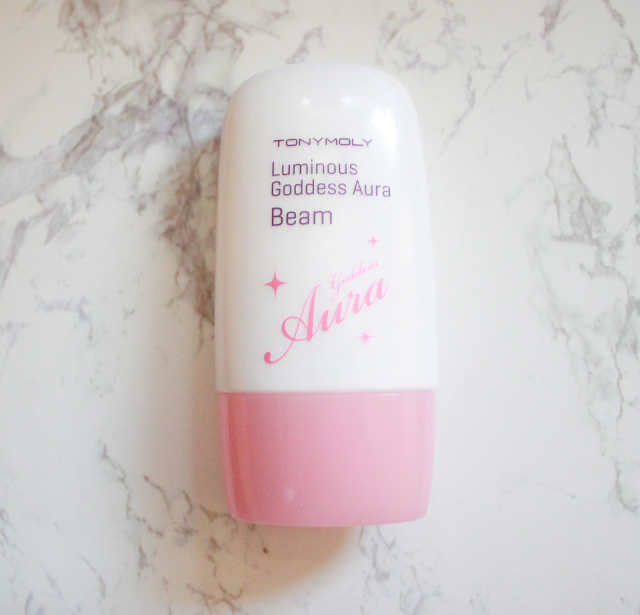 TONYMOLY
Luminous
Goddess Aura
Beam
Goddess
Aura